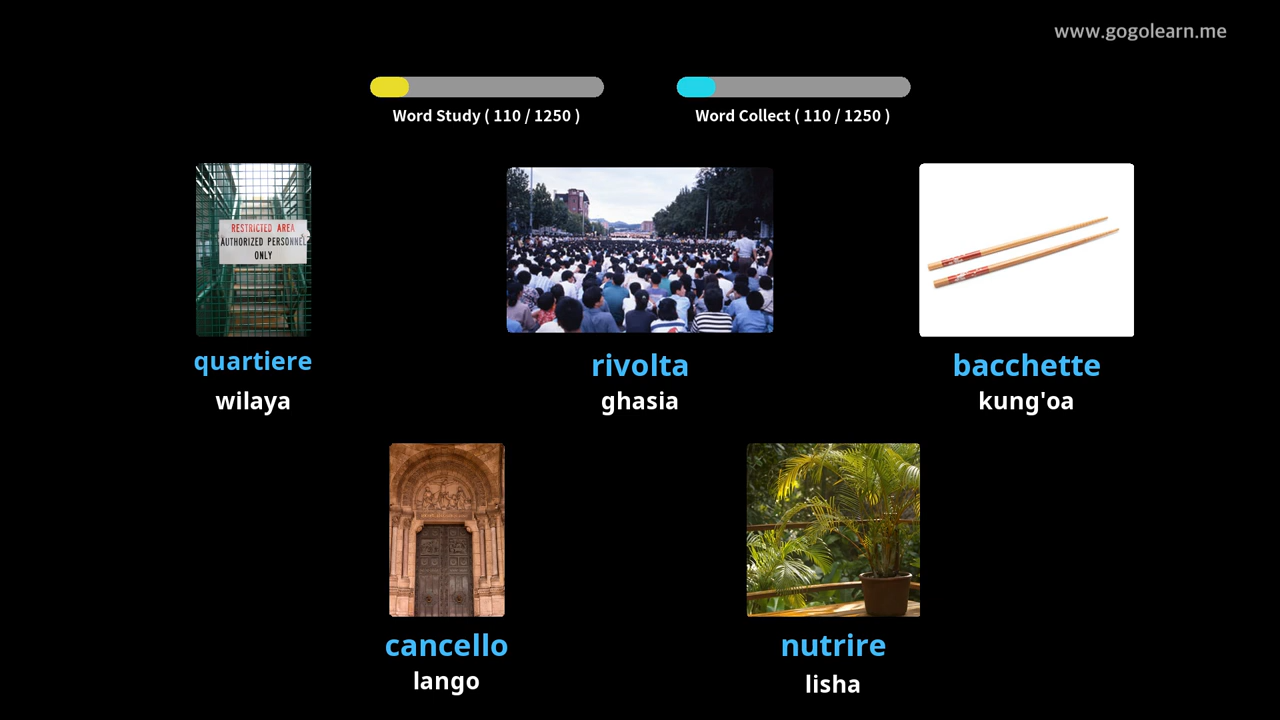 www.gogolearn.me
Word Study ( 110 / 1250 )
Word Collect ( 110 / 1250 )
RESTRICTED AREA
AUTHORIZED PERSONNEL
ONLY
quartiere
wilaya
rivolta
ghasia
bacchette
kung'oa
cancello
lango
nutrire
lisha